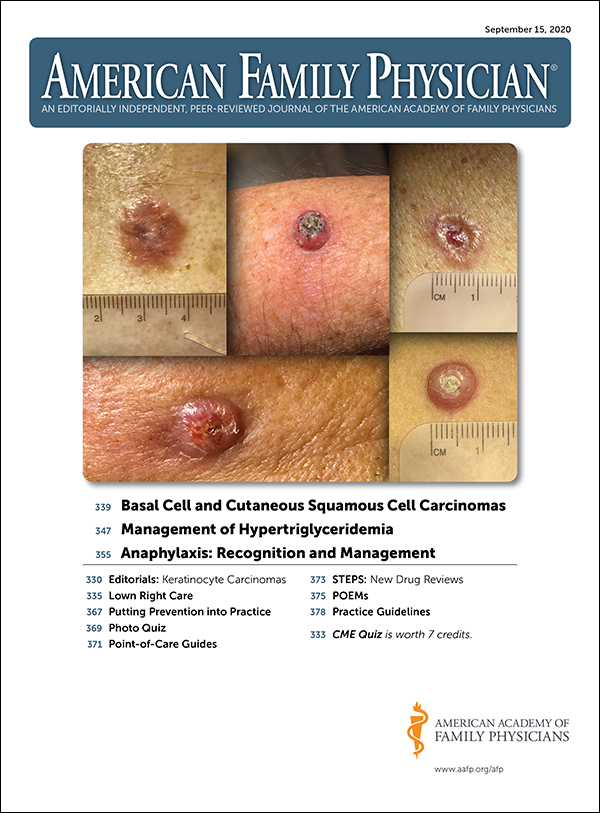 September 15, 2020
AMERICAN FAMILY PHYSICIAN®
AN EDITORIALLY INDEPENDENT, PEER-REVIEWED JOURNAL OF THE AMERICAN ACADEMY OF FAMILY PHYSICIANS
2 3 4
CM 1
CM 1
339 Basal Cell and Cutaneous Squamous Cell Carcinomas
347 Management of Hypertriglyceridemia
355 Anaphylaxis: Recognition and Management
330 Editorials: Keratinocyte Carcinomas
335 Lown Right Care
367 Putting Prevention into Practice
369 Photo Quiz
371 Point-of-Care Guides
373 STEPS: New Drug Reviews
375 POEMs
378 Practice Guidelines
333 CME Quiz is worth 7 credits.
AMERICAN ACADEMY OF
FAMILY PHYSICIANS
www.aafp.org/afp